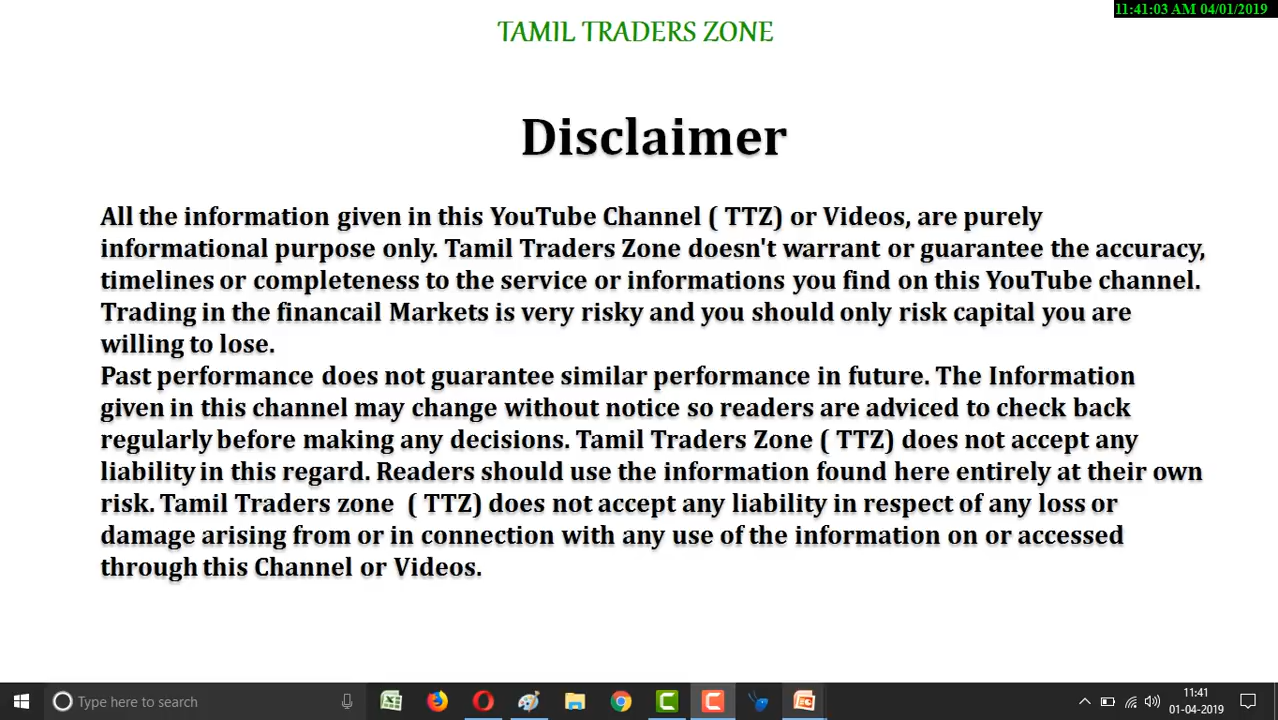 11:41:03 AM 04/01/2019
TAMIL TRADERS ZONE
Disclaimer
All the information given in this YouTube Channel ( TTZ) or Videos, are purely
informational purpose only. Tamil Traders Zone doesn't warrant or guarantee the accuracy,
timelines or completeness to the service or informations you find on this YouTube channel.
Trading in the financail Markets is very risky and you should only risk capital you are
willing to lose.
Past performance does not guarantee similar performance in future. The Information
given in this channel may change without notice so readers are adviced to check back
regularly before making any decisions. Tamil Traders Zone ( TTZ) does not accept any
liability in this regard. Readers should use the information found here entirely at their own
risk. Tamil Traders zone  ( TTZ) does not accept any liability in respect of any loss or
damage arising from or in connection with any use of the information on or accessed
through this Channel or Videos.
Type here to search
11:41
01-04-2019